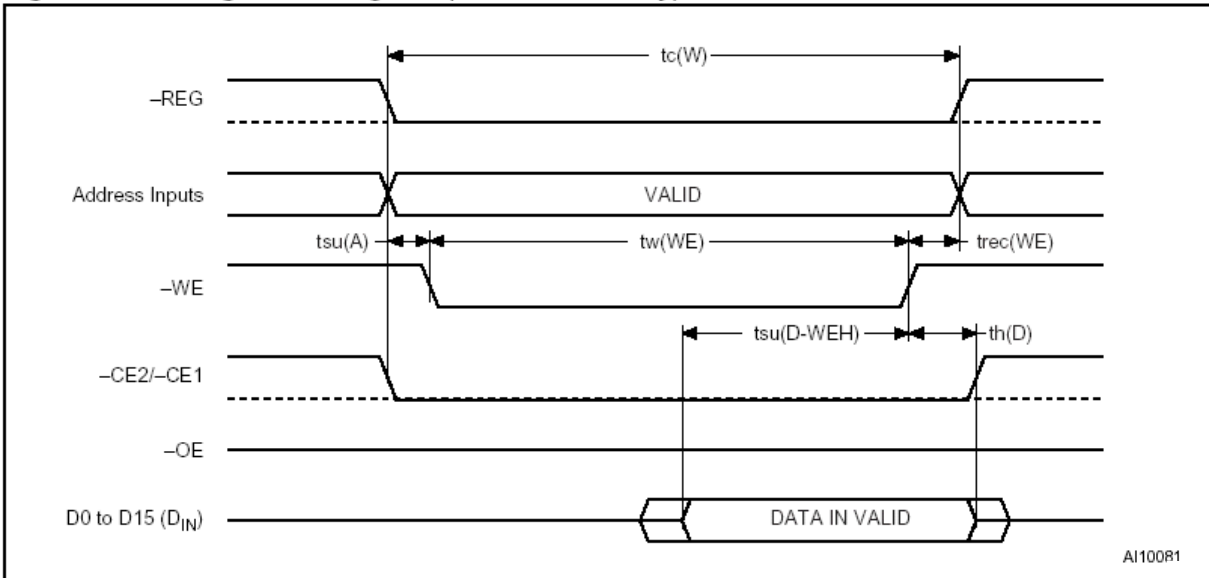 tc(W)
–REG
Address Inputs
VALID
tsu(A)
tw(WE)
trec(WE)
–WE
tsu(D-WEH)
th(D)
–CE2/–CE1
–OE
D0 to D15 (DIN)
DATA IN VALID
AI10081